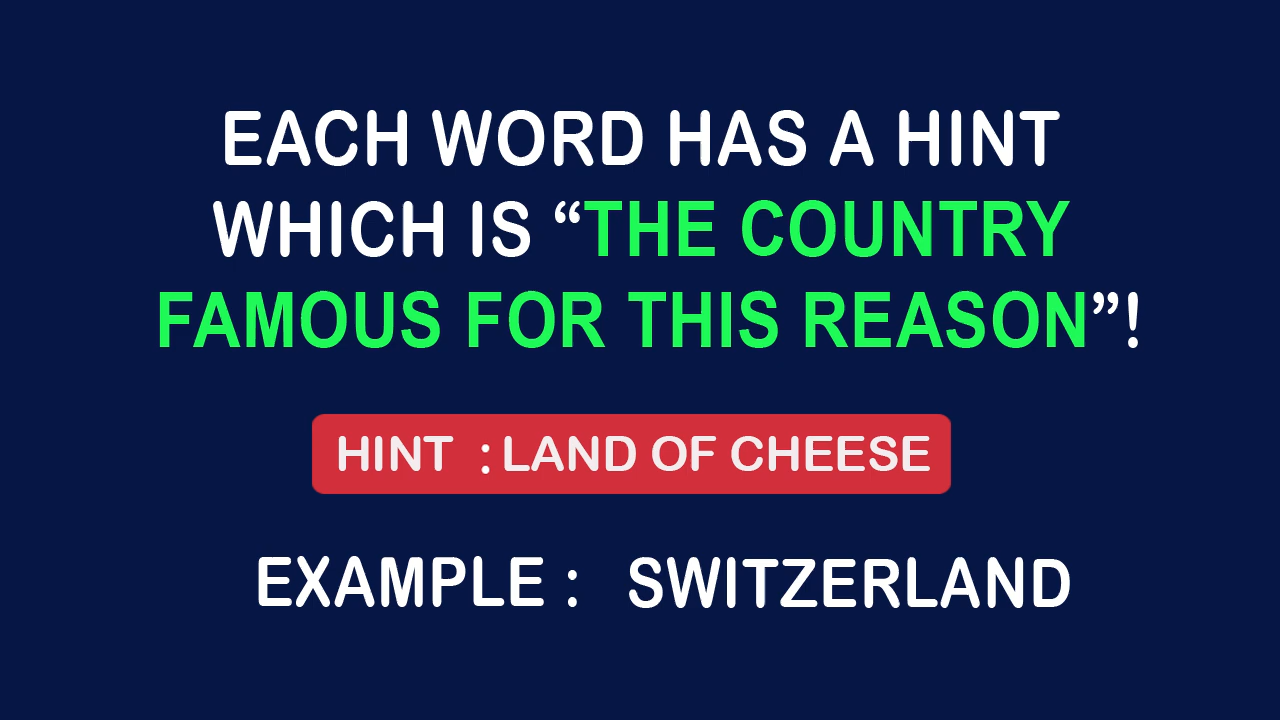 EACH WORD HAS A HINT
WHICH IS “THE COUNTRY
FAMOUS FOR THIS REASON”!
HINT : LAND OF CHEESE
EXAMPLE : SWITZERLAND